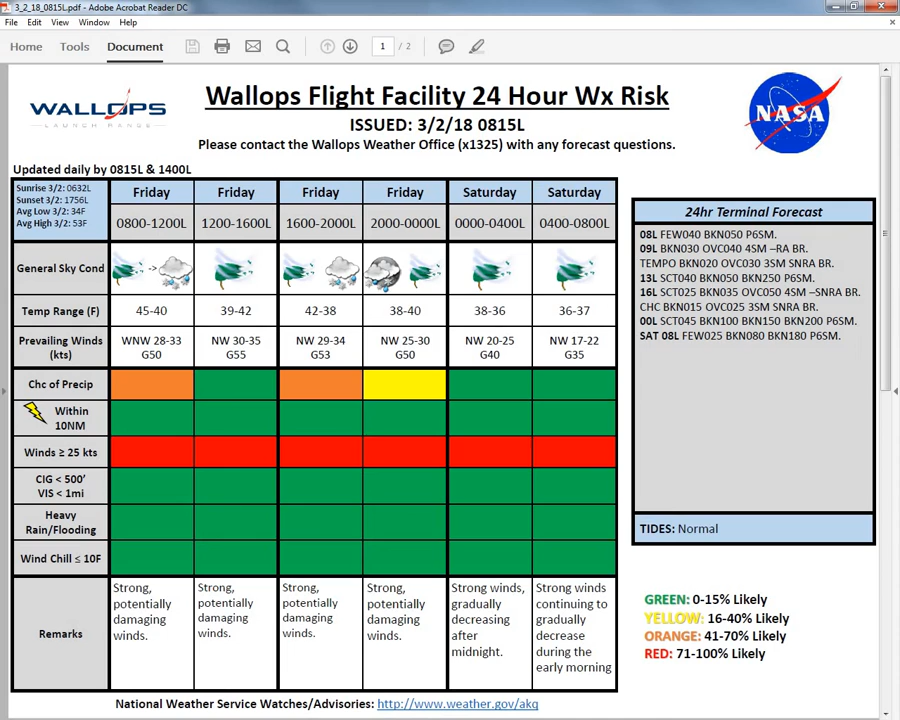 3_2_18_0815L.pdf - Adobe Acrobat Reader DC
File Edit View Window Help
Home Tools Document 1 / 2
WALLOPS
LAUNCH RANGE
Wallops Flight Facility 24 Hour Wx Risk
ISSUED: 3/2/18 0815L
Please contact the Wallops Weather Office (x1325) with any forecast questions.
NASA
Updated daily by 0815L & 1400L
Sunrise 3/2: 0632L
Sunset 3/2: 1756L
Avg Low 3/2: 34F
Avg High 3/2: 53F
Friday Friday Friday Friday Saturday Saturday
0800-1200L 1200-1600L 1600-2000L 2000-0000L 0000-0400L 0400-0800L
General Sky Cond ->
Temp Range (F) 45-40 39-42 42-38 38-40 38-36 36-37
Prevailing Winds (kts)
WNW 28-33 G50
NW 30-35 G55
NW 29-34 G53
NW 25-30 G50
NW 20-25 G40
NW 17-22 G35
Chc of Precip
Within
10NM
Winds ≥ 25 kts
CIG < 500’
VIS < 1mi
Heavy
Rain/Flooding
Wind Chill ≤ 10F
Remarks
Strong,
potentially
damaging
winds.
Strong,
potentially
damaging
winds.
Strong,
potentially
damaging
winds.
Strong,
potentially
damaging
winds.
Strong winds,
gradually
decreasing
after
midnight.
Strong winds
continuing to
gradually
decrease
during the
early morning
24hr Terminal Forecast
08L FEW040 BKN050 P6SM.
09L BKN030 OVC040 4SM –RA BR.
TEMPO BKN020 OVC030 3SM SNRA BR.
13L SCT040 BKN050 BKN250 P6SM.
16L SCT025 BKN035 OVC050 4SM –SNRA BR.
CHC BKN015 OVC025 3SM SNRA BR.
00L SCT045 BKN100 BKN150 BKN200 P6SM.
SAT 08L FEW025 BKN080 BKN180 P6SM.
TIDES: Normal
GREEN: 0-15% Likely
YELLOW: 16-40% Likely
ORANGE: 41-70% Likely
RED: 71-100% Likely
National Weather Service Watches/Advisories: http://www.weather.gov/akq